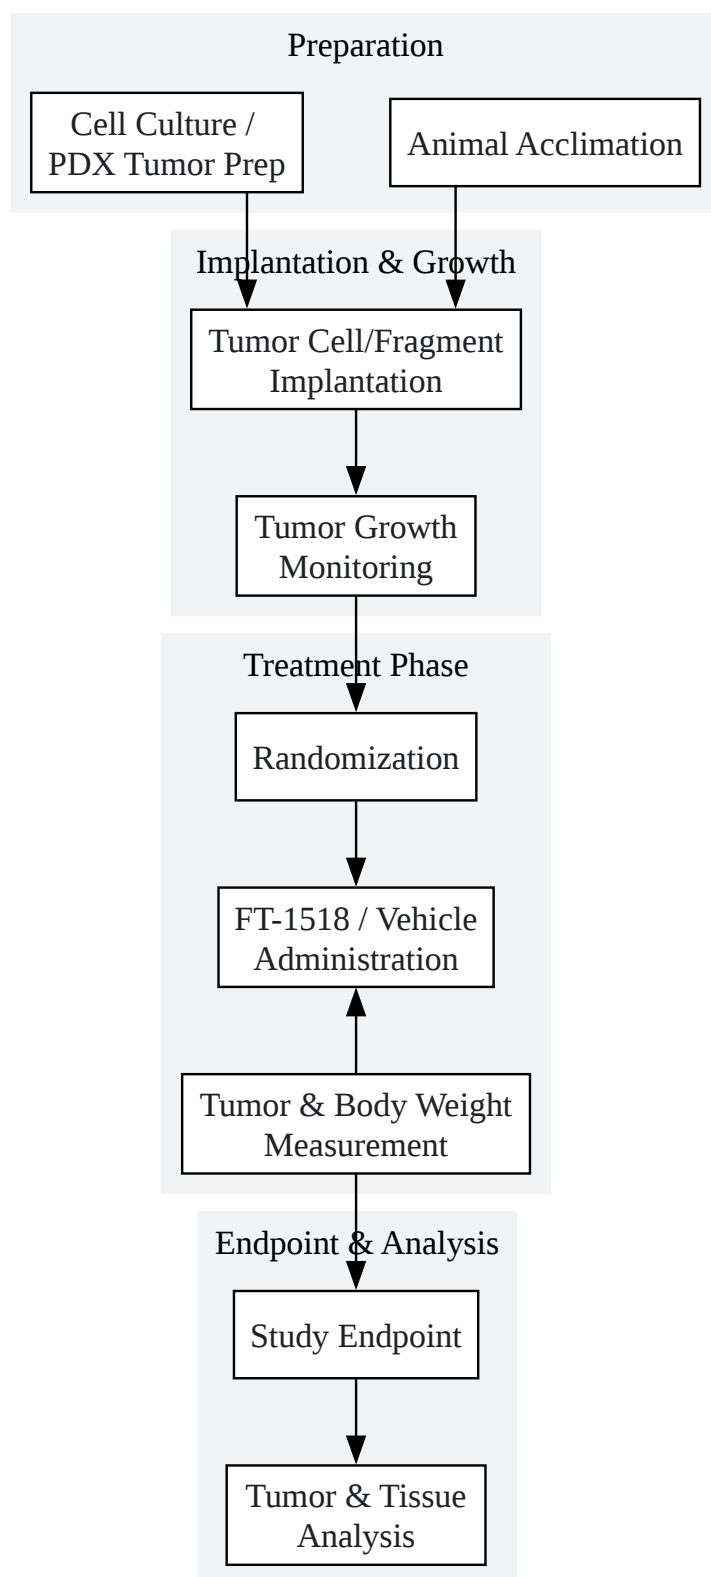 Preparation
Cell Culture /
PDX Tumor Prep
Animal Acclimation
Implantation & Growth
Tumor Cell/Fragment
Implantation
Tumor Growth
Monitoring
Treatment Phase
Randomization
FT-1518 / Vehicle
Administration
Tumor & Body Weight
Measurement
Endpoint & Analysis
Study Endpoint
Tumor & Tissue
Analysis